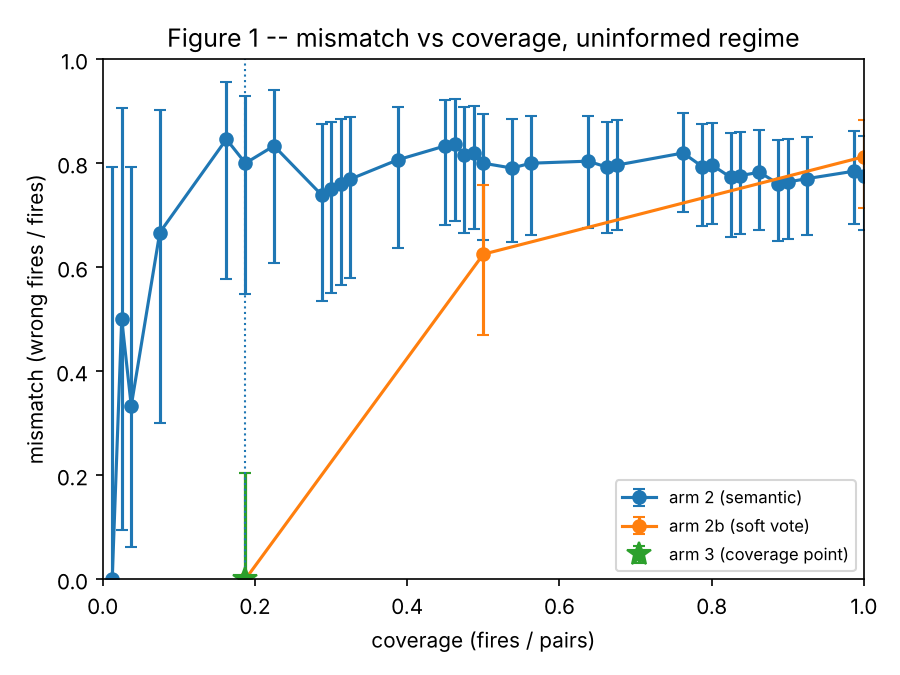 Figure 1 -- mismatch vs coverage, uninformed regime
1.0
0.8
0.6
0.4
0.2
0.0
mismatch (wrong fires / fires)
arm 2 (semantic)
arm 2b (soft vote)
arm 3 (coverage point)
0.0 0.2 0.4 0.6 0.8 1.0
coverage (fires / pairs)